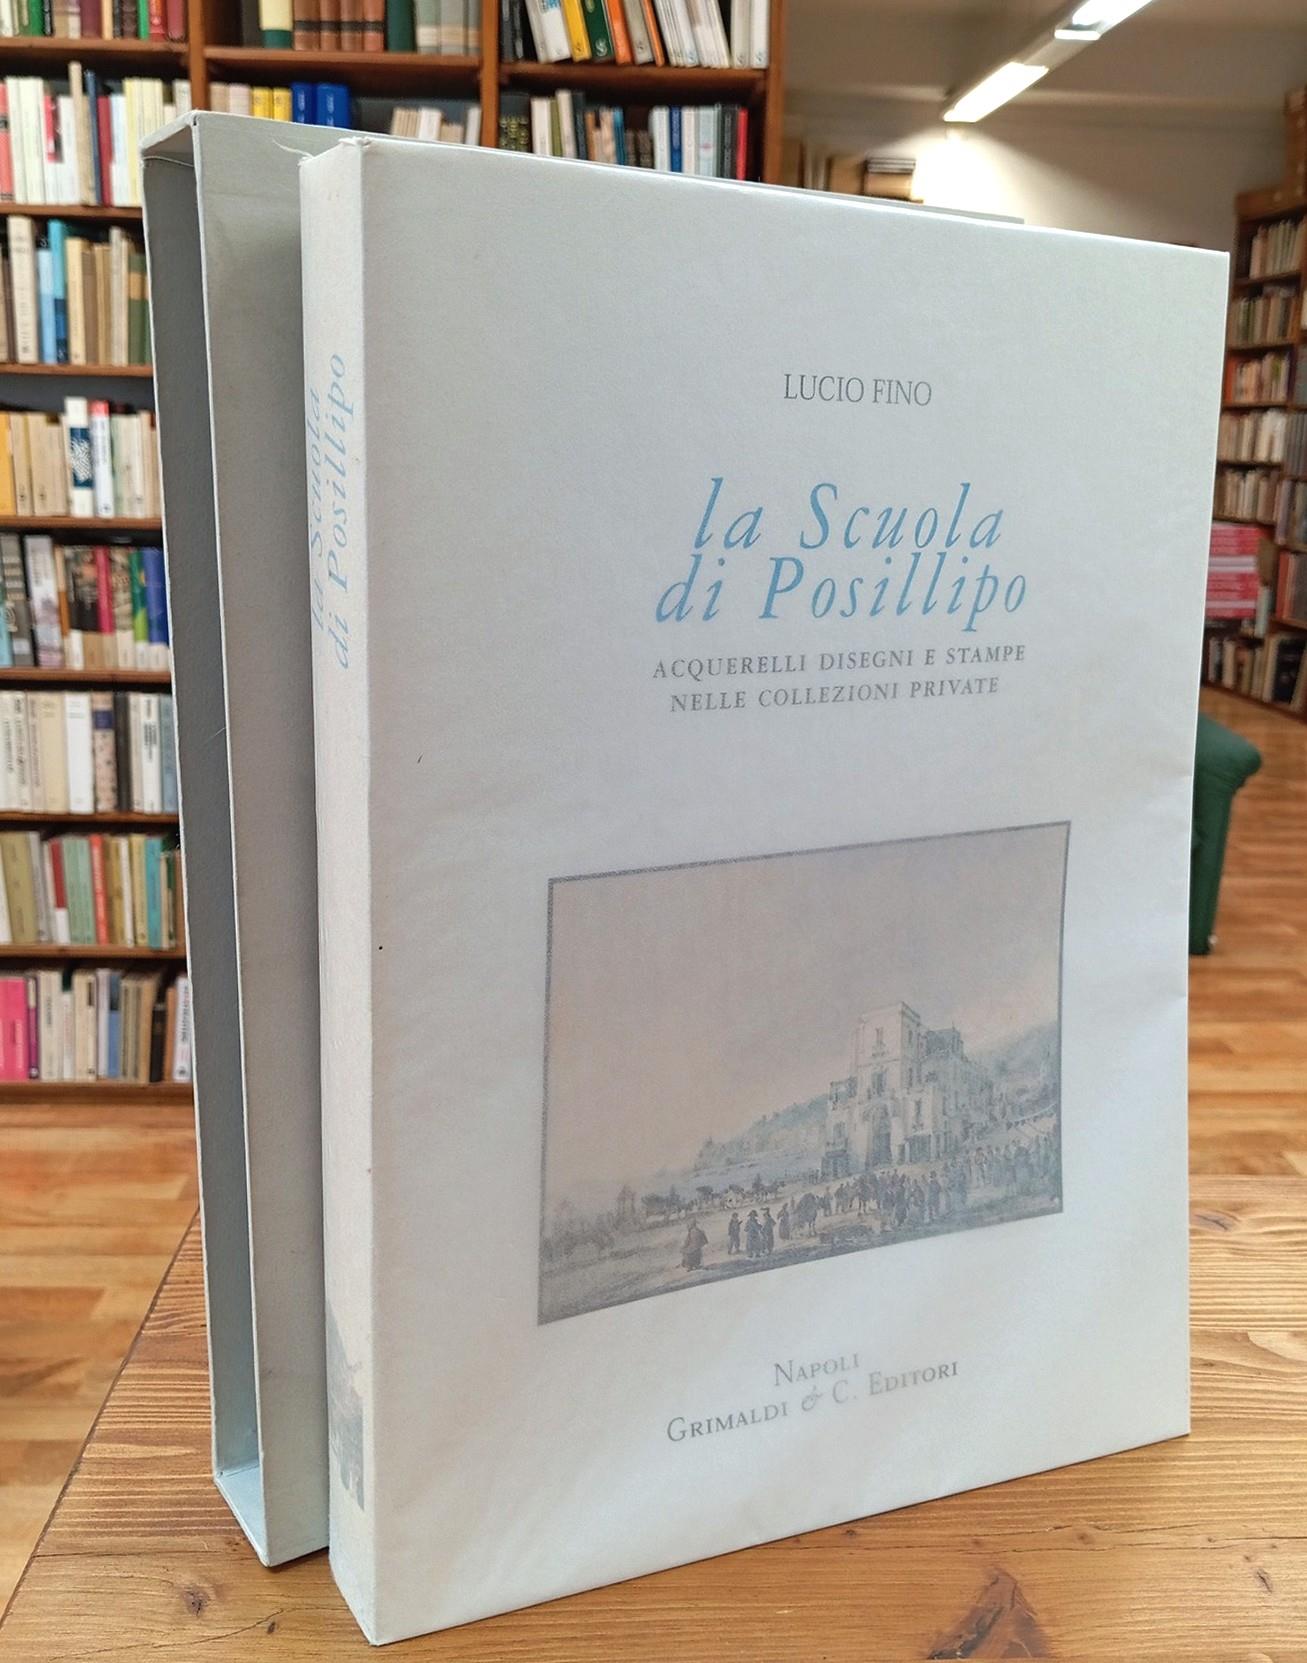 la Scuola
di Posillipo
LUCIO FINO
la Scuola
di Posillipo
ACQUERELLI DISEGNI E STAMPE
NELLE COLLEZIONI PRIVATE
NAPOLI
GRIMALDI & C. EDITORI